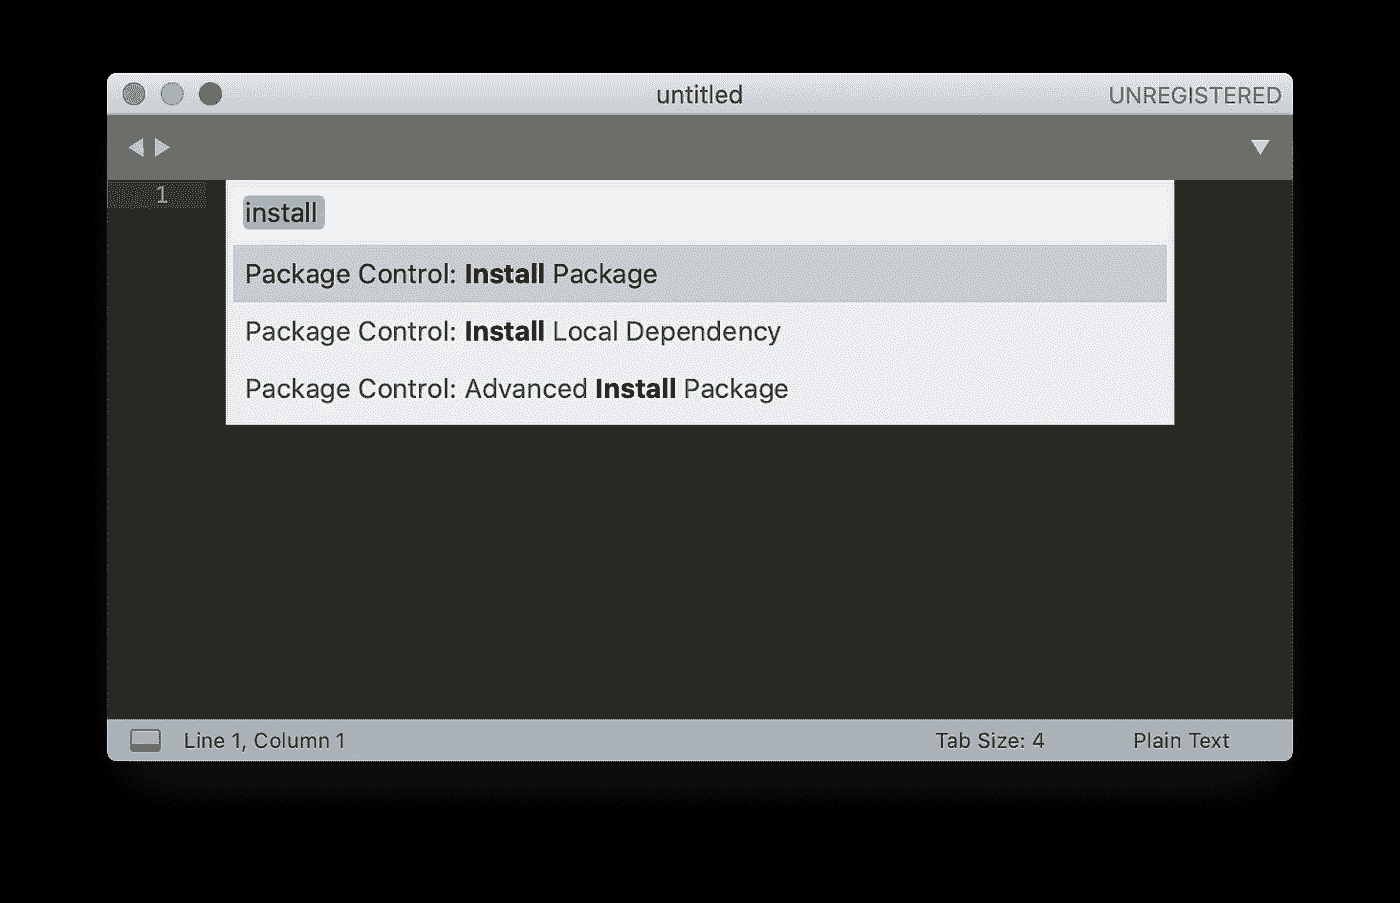 untitled
UNREGISTERED
1
install
Package Control: Install Package
Package Control: Install Local Dependency
Package Control: Advanced Install Package
Line 1, Column 1
Tab Size: 4
Plain Text